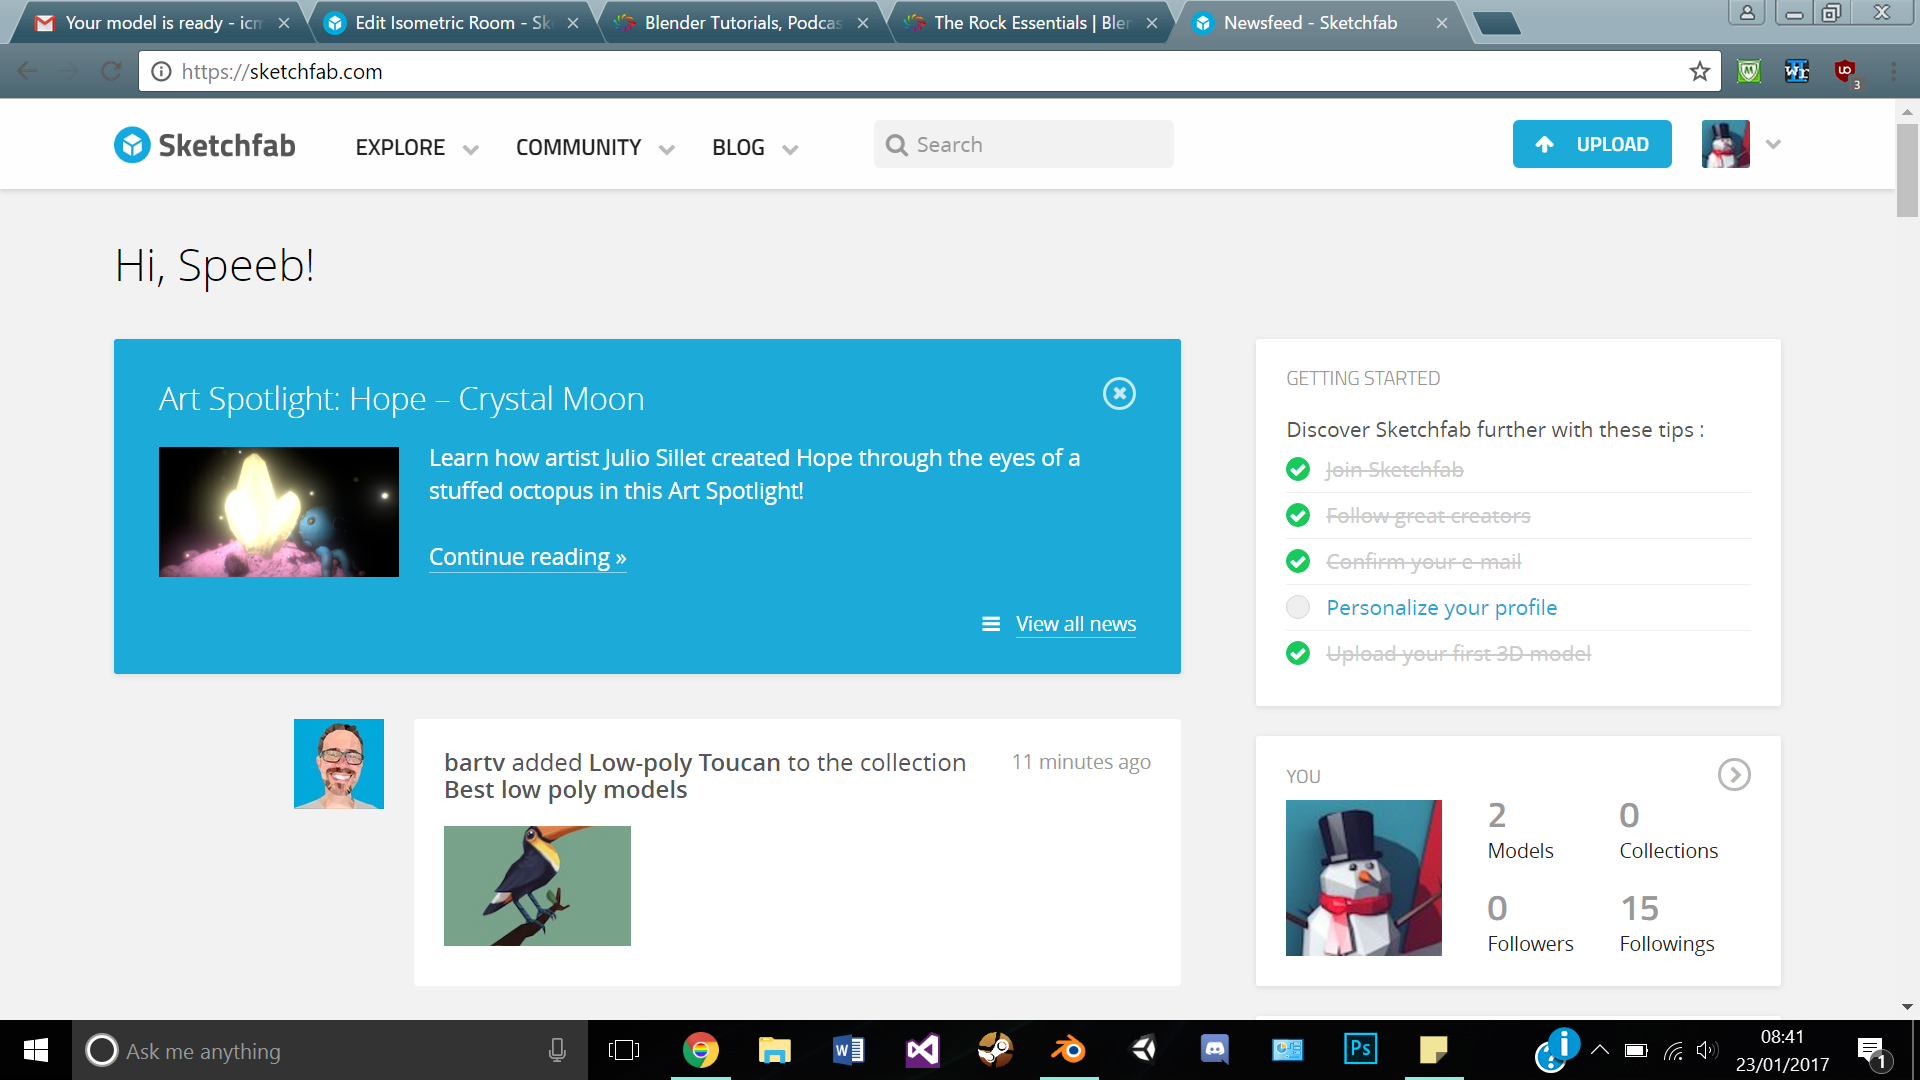 Your model is ready - icm
Edit Isometric Room - Sk
Blender Tutorials, Podcas
The Rock Essentials | Blen
Newsfeed - Sketchfab
https://sketchfab.com
3
Sketchfab
EXPLORE
COMMUNITY
BLOG
Search
UPLOAD
Hi, Speeb!
Art Spotlight: Hope – Crystal Moon
Learn how artist Julio Sillet created Hope through the eyes of a
stuffed octopus in this Art Spotlight!
Continue reading »
View all news
GETTING STARTED
Discover Sketchfab further with these tips :
Join Sketchfab
Follow great creators
Confirm your e-mail
Personalize your profile
Upload your first 3D model
bartv added Low-poly Toucan to the collection
Best low poly models
11 minutes ago
YOU
2
Models
0
Collections
0
Followers
15
Followings
Ask me anything
Ps
08:41
23/01/2017
1